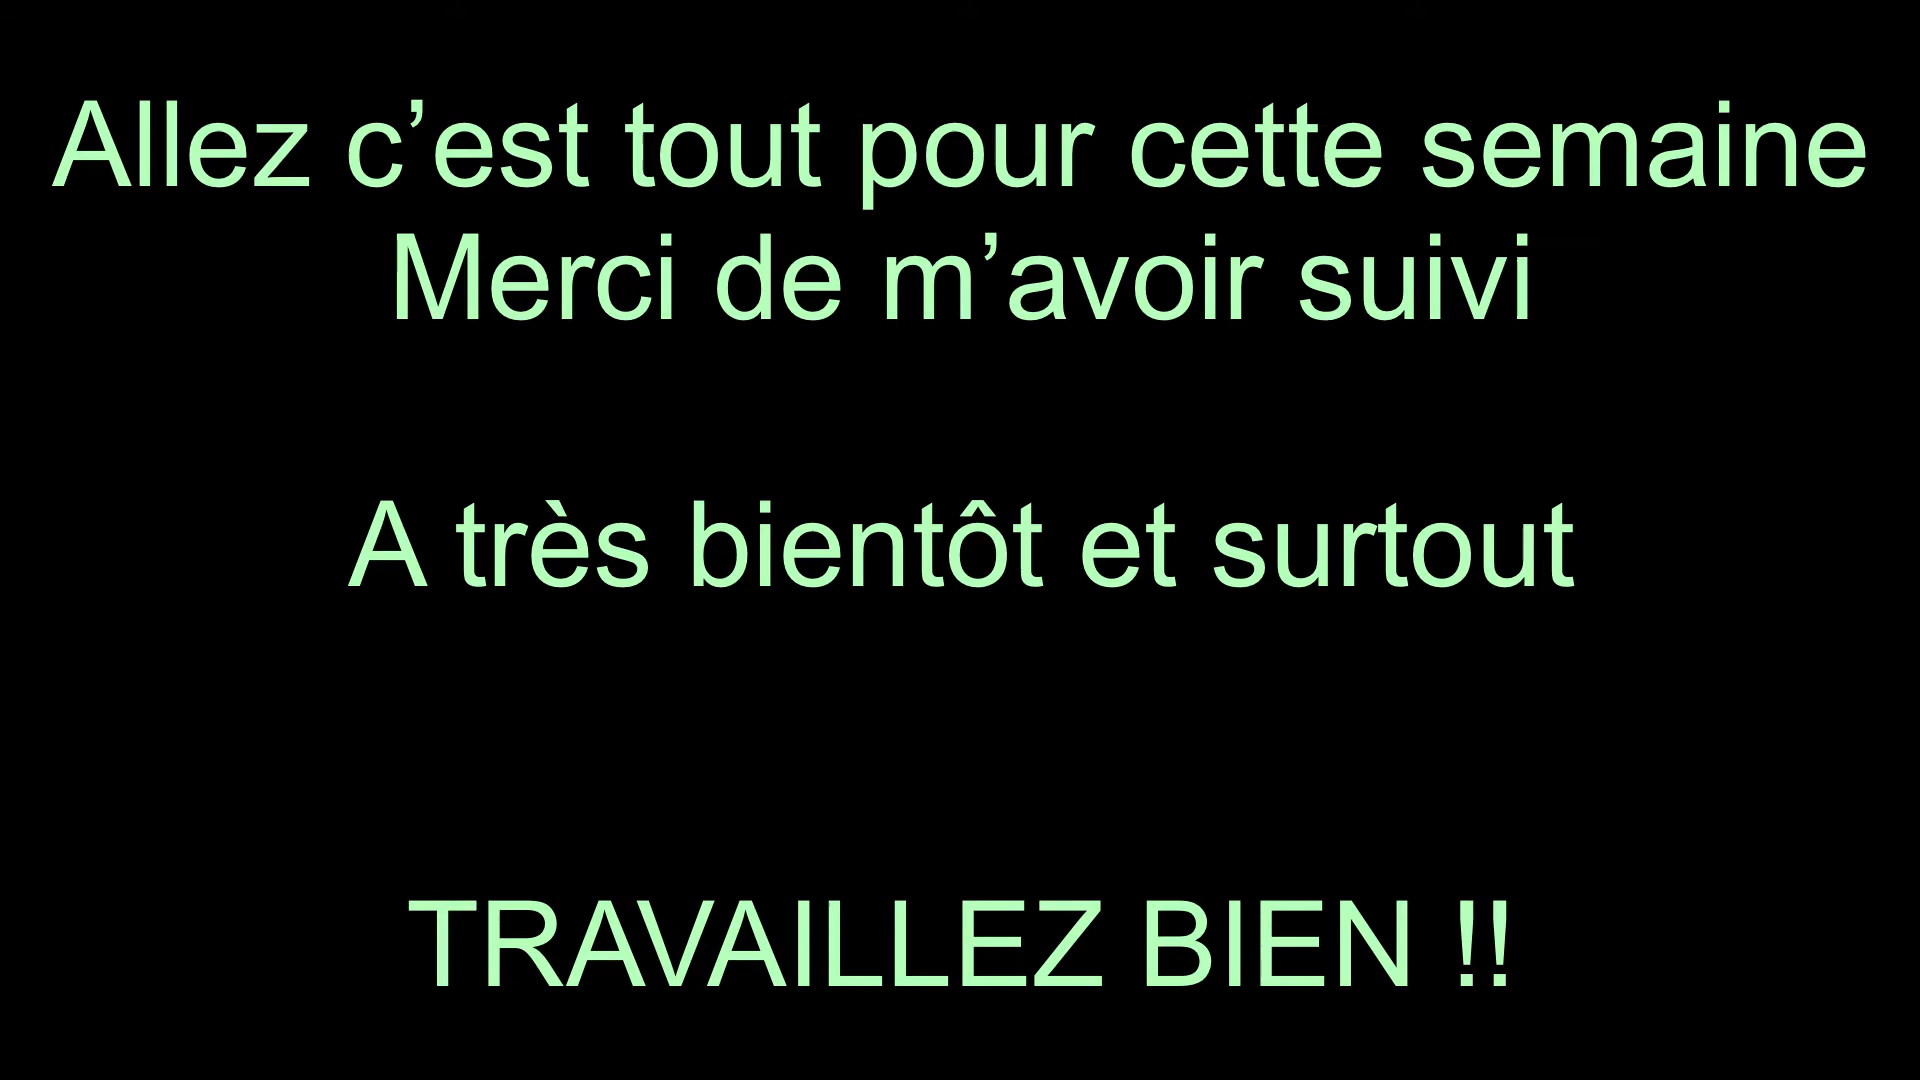 Allez c’est tout pour cette semaine
Merci de m’avoir suivi
A très bientôt et surtout
TRAVAILLEZ BIEN !!